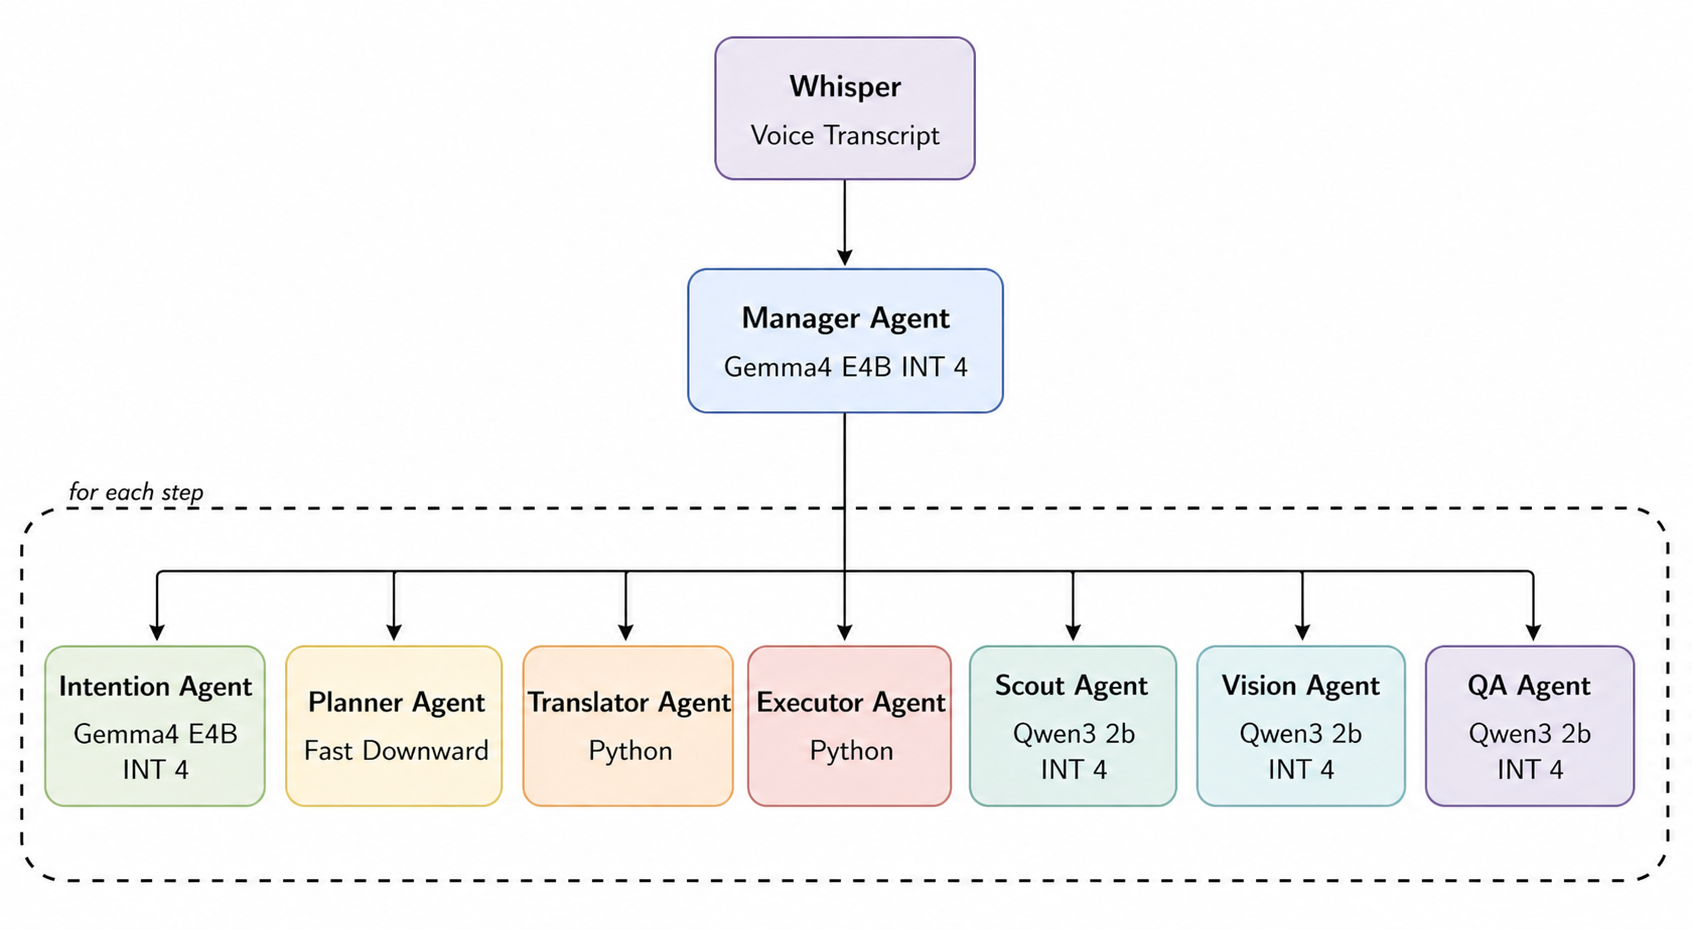 Whisper
Voice Transcript
Manager Agent
Gemma4 E4B INT 4
for each step
Intention Agent
Gemma4 E4B
INT 4
Planner Agent
Fast Downward
Translator Agent
Python
Executor Agent
Python
Scout Agent
Qwen3 2b
INT 4
Vision Agent
Qwen3 2b
INT 4
QA Agent
Qwen3 2b
INT 4